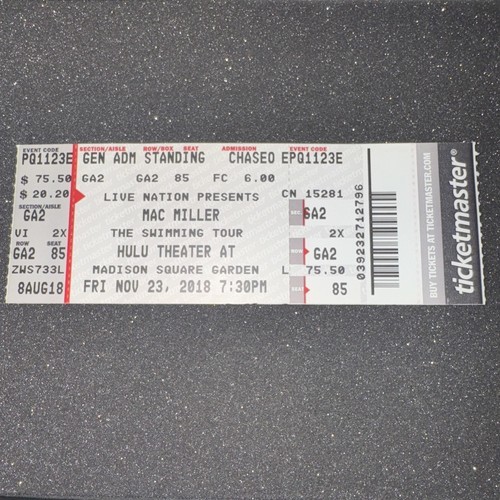 EVENT CODE SECTION/AISLE ROW/BOX SEAT ADMISSION EVENT CODE
PQ1123E GEN ADM STANDING CHASEO EPQ1123E
$ 75.50 GA2 GA2 85 FC 6.00
$ 20.20 LIVE NATION PRESENTS CN 15281
SECTION/AISLE
GA2 MAC MILLER GA2
VI 2X THE SWIMMING TOUR 2X
ROW SEAT
GA2 85 HULU THEATER AT GA2
ZWS733L MADISON SQUARE GARDEN L 75.50
8AUG18 FRI NOV 23, 2018 7:30PM 85
039232712796
BUY TICKETS AT TICKETMASTER.COM
ticketmaster®